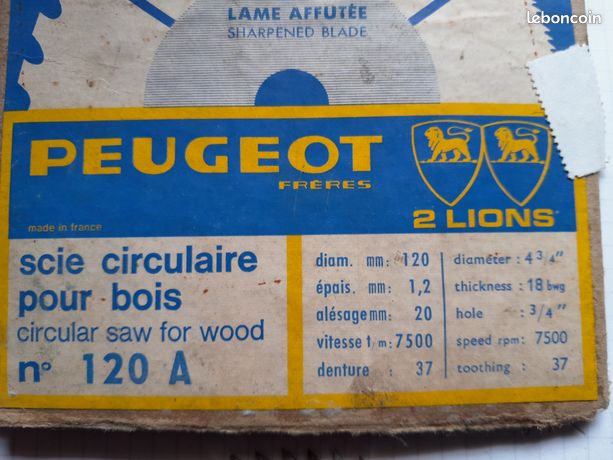 leboncoin
LAME AFFUTÉE
SHARPENED BLADE
PEUGEOT
FRÈRES
2 LIONS
made in france
scie circulaire
pour bois
circular saw for wood
n° 120 A
diam. mm: 120
épais. mm: 1,2
alésage mm: 20
vitesse t, m: 7500
denture : 37
diaméter : 4 3/4"
thickness : 18 bwg
hole : 3/4"
speed rpm: 7500
toothing : 37